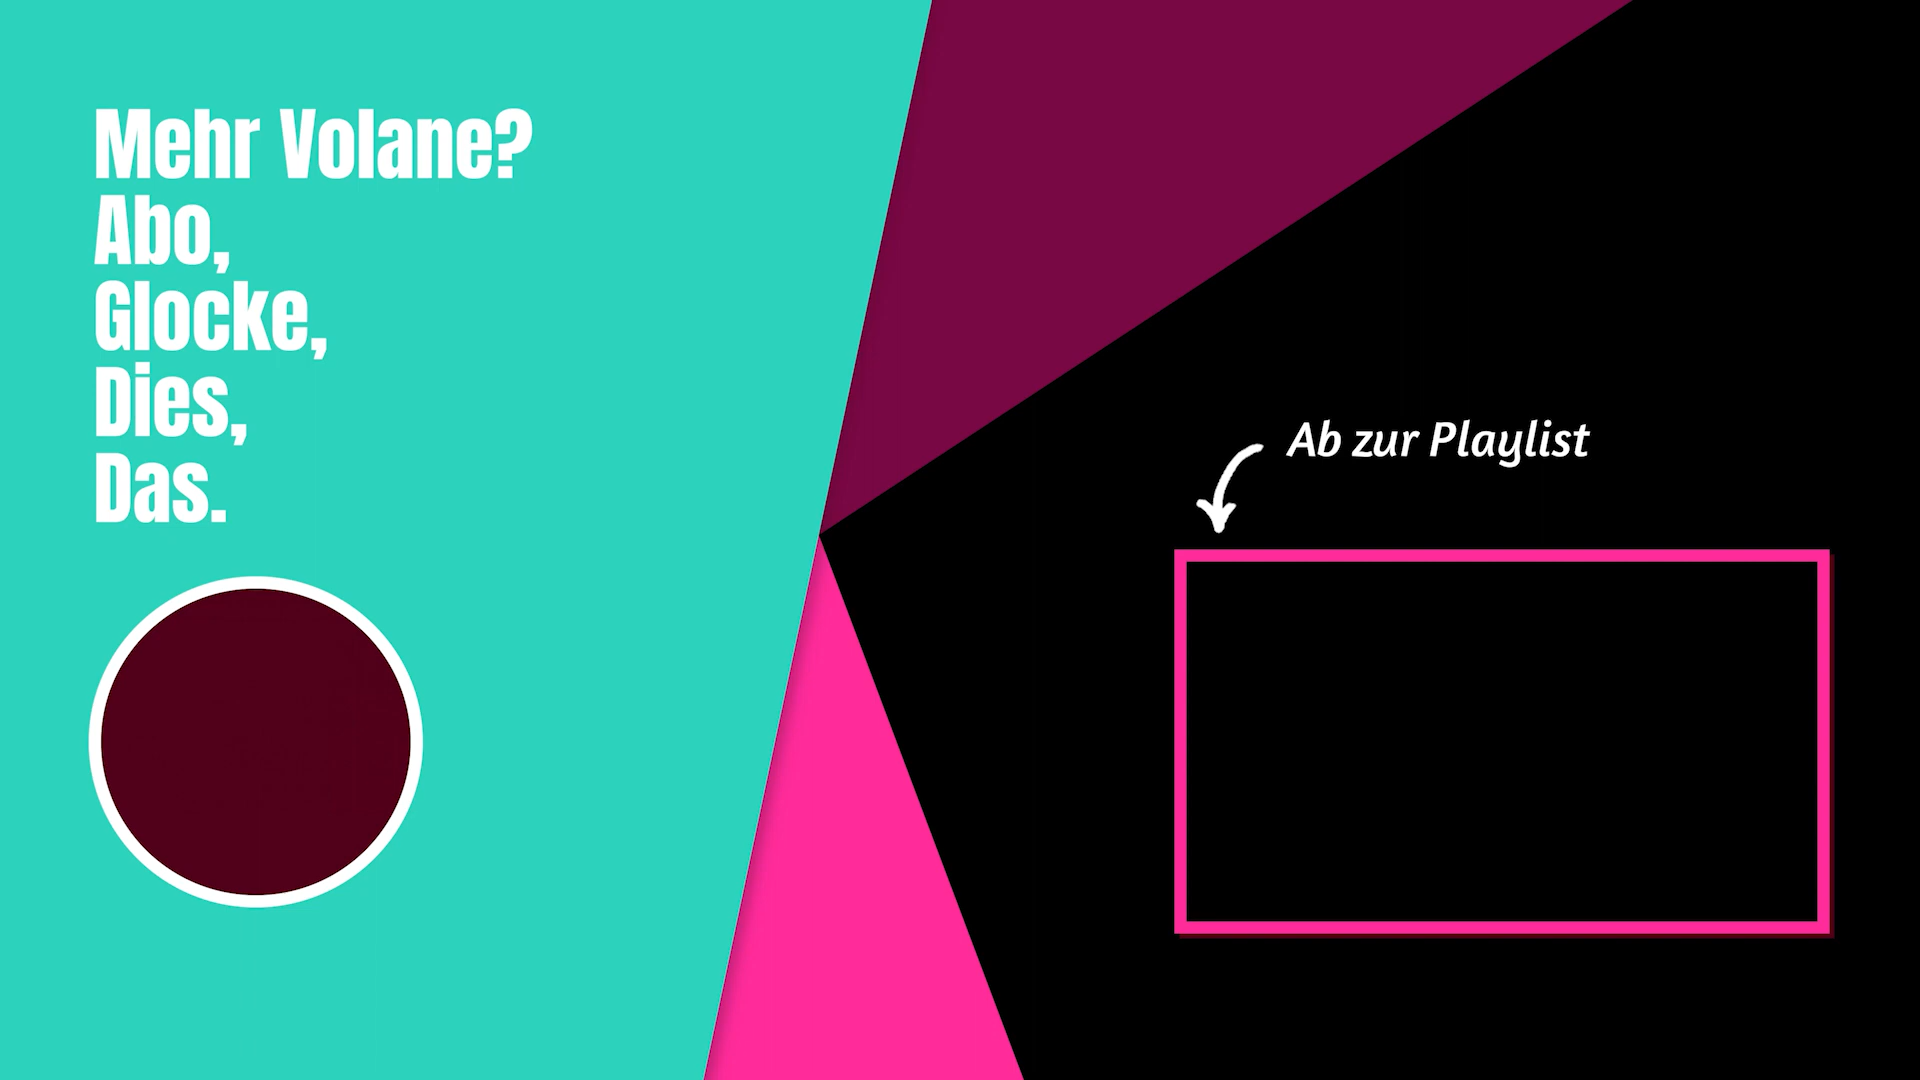 Mehr Volane?
Abo,
Glocke,
Dies,
Das.
Ab zur Playlist